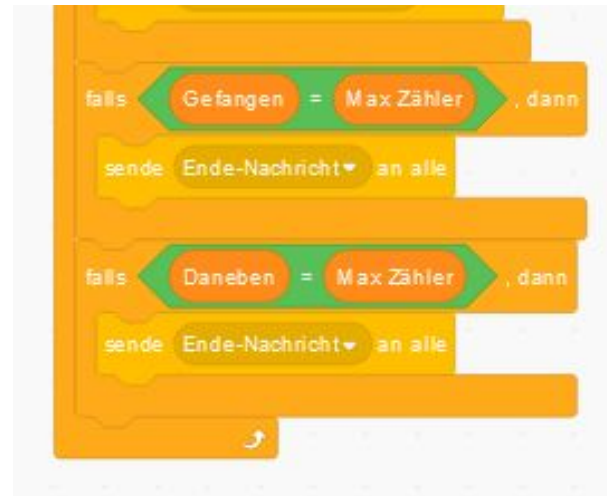 falls Gefangen = Max Zähler , dann
sende Ende-Nachricht an alle
falls Daneben = Max Zähler , dann
sende Ende-Nachricht an alle